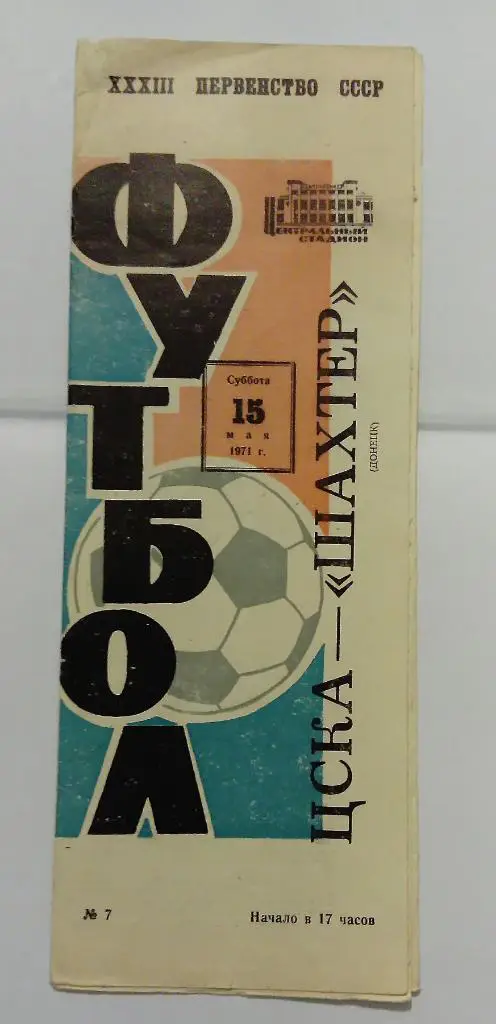 XXXIII ПЕРВЕНСТВО СССР
ФУТБОЛ
ЦЕНТРАЛЬНЫЙ
СТАДИОН
Суббота
15
мая
1971 г.
ЦСКА—«ШАХТЕР»
(ДОНЕЦК)
№ 7
Начало в 17 часов